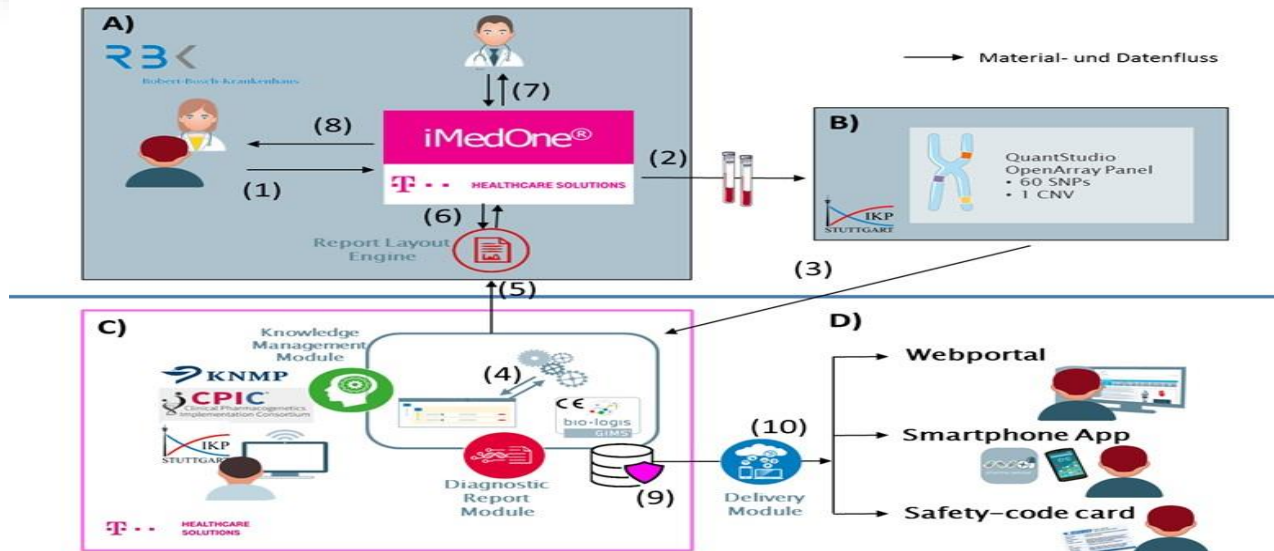 A)
RBK
Robert-Bosch-Krankenhaus
(7)
Material- und Datenfluss
(8)
(1)
iMedOne®
T
HEALTHCARE SOLUTIONS
(2)
B)
QuantStudio
OpenArray Panel
• 60 SNPs
• 1 CNV
IKP
STUTTGART
(6)
Report Layout
Engine
(3)
(5)
C)
Knowledge
Management
Module
KNMP
CPIC®
Clinical Pharmacogenetics
Implementation Consortium
IKP
STUTTGART
(4)
CE
bio·logis
GIMS
Diagnostic
Report
Module
(9)
T
HEALTHCARE
SOLUTIONS
(10)
Delivery
Module
D)
Webportal
Smartphone App
Safety-code card